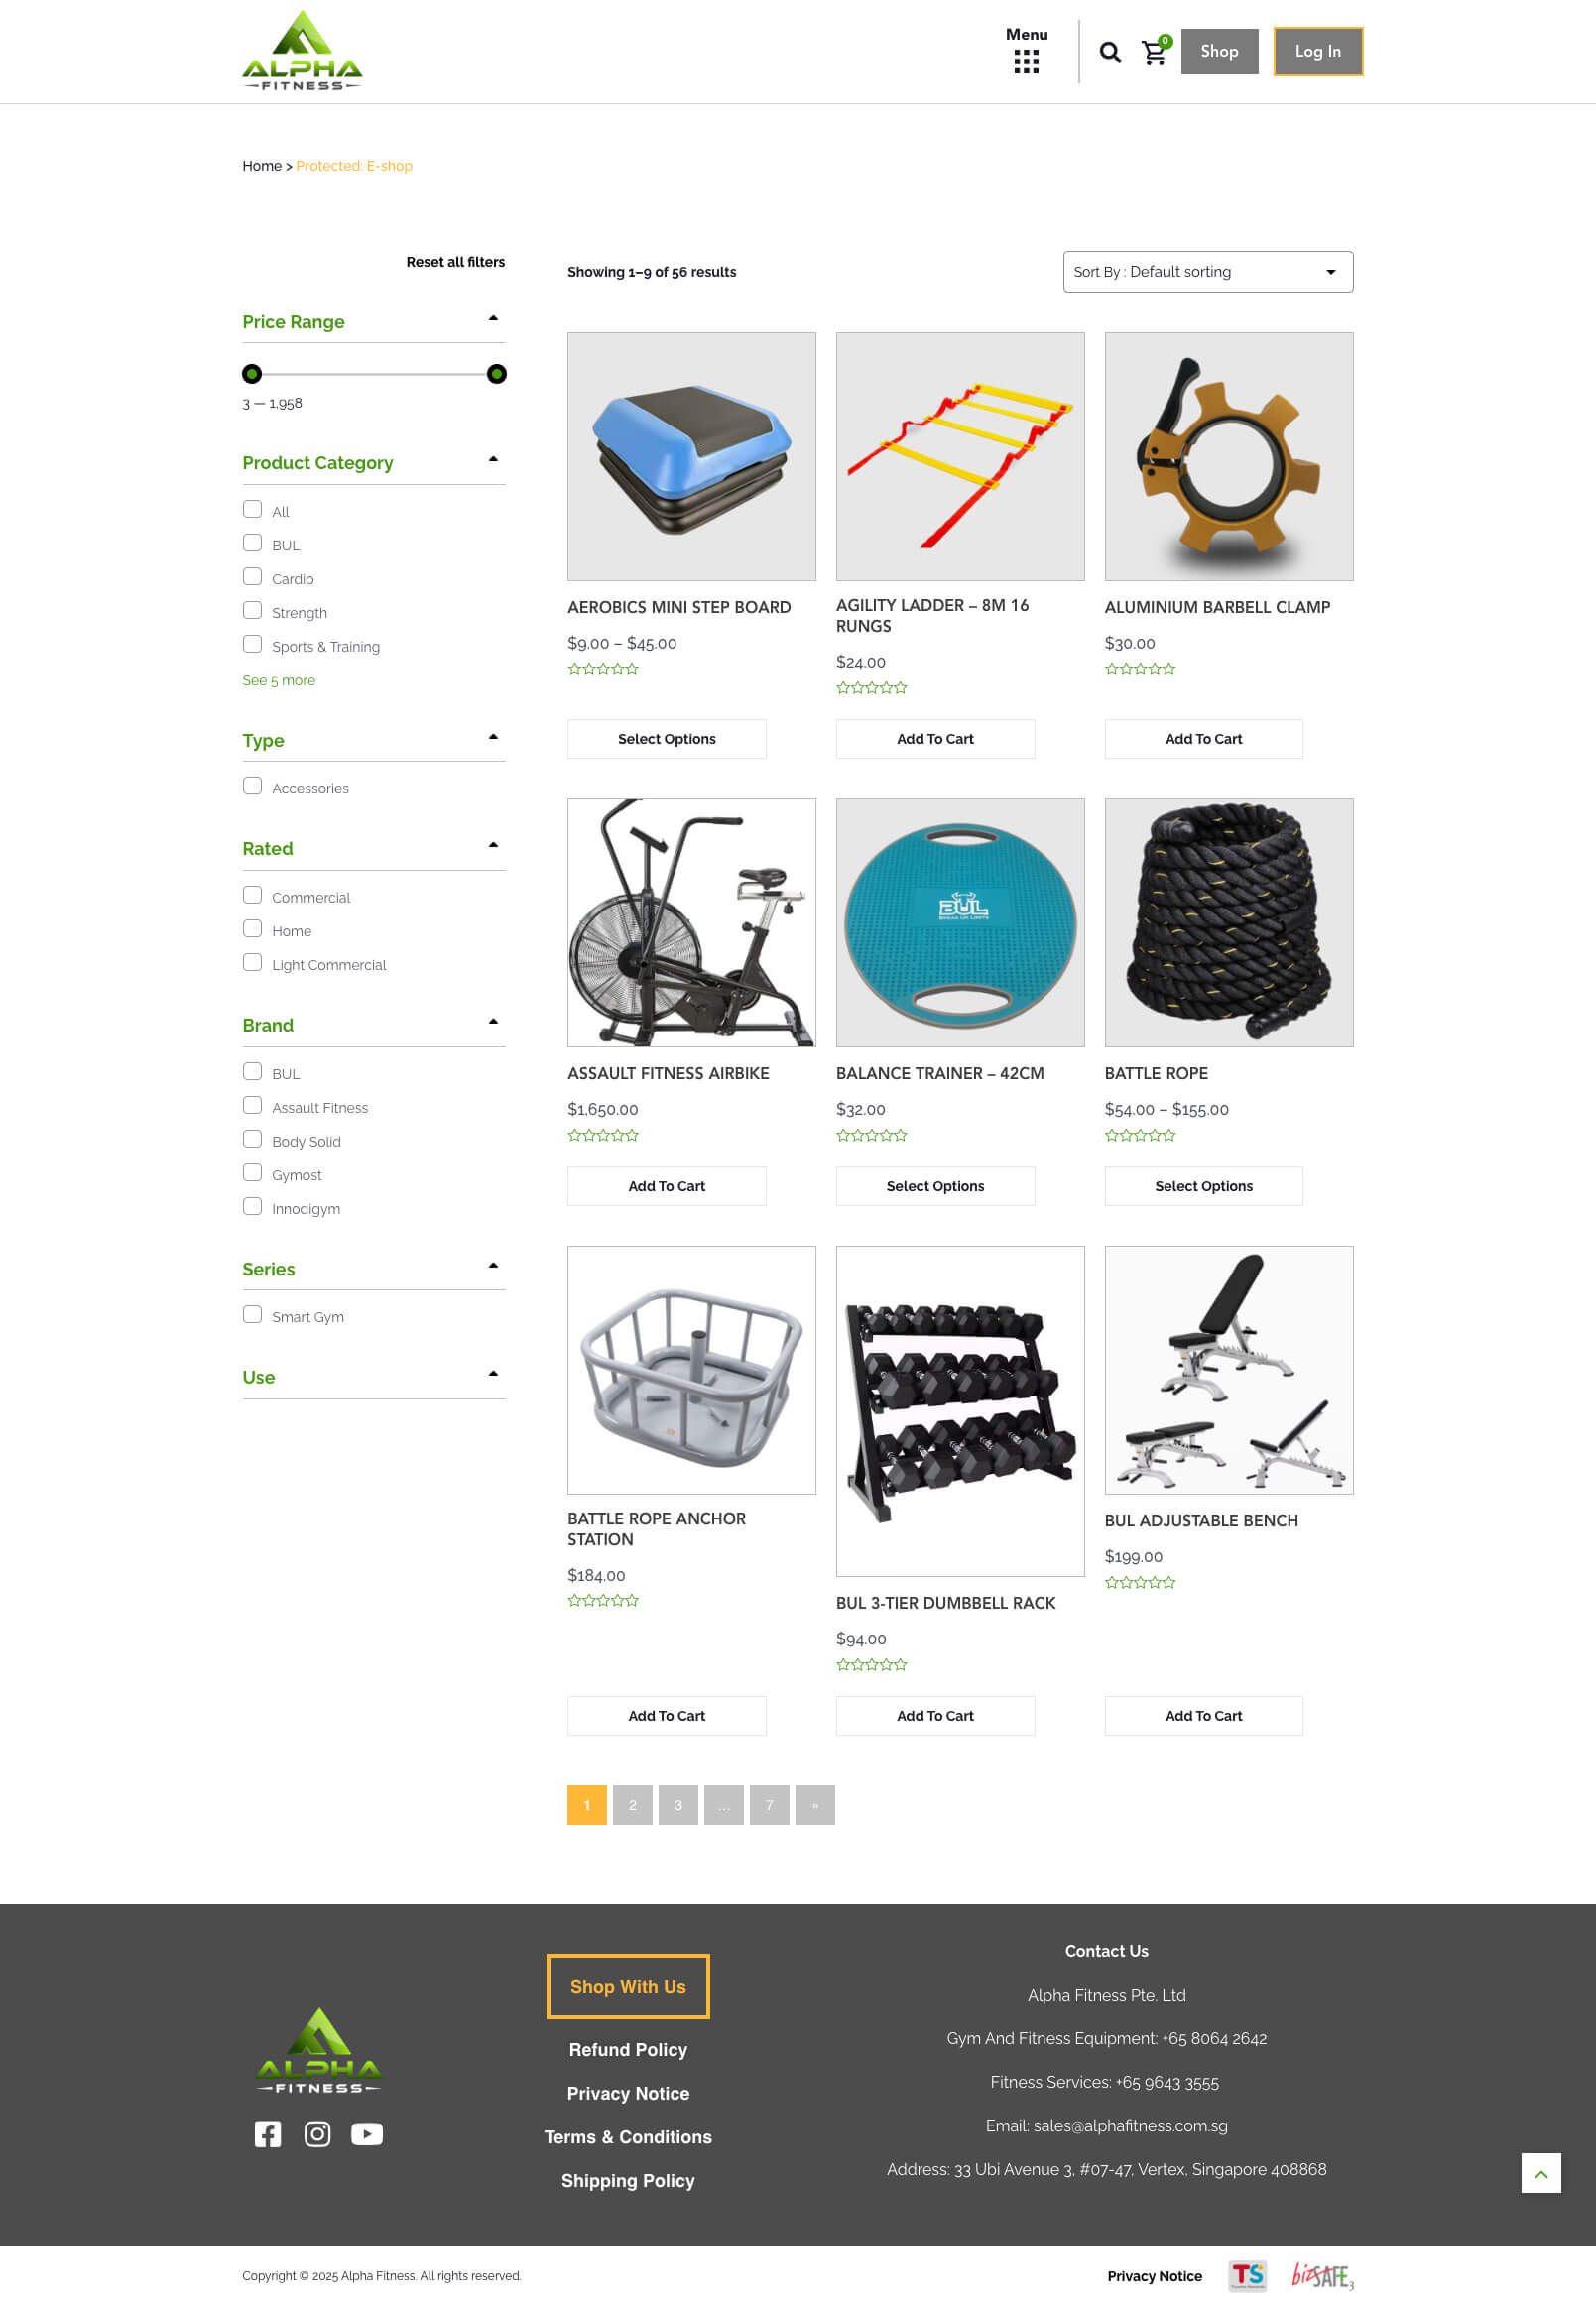 ALPHA
FITNESS
Menu
0
Shop
Log In
Home > Protected: E-shop
Reset all filters
Showing 1–9 of 56 results
Sort By : Default sorting
Price Range
3 — 1,958
Product Category
All
BUL
Cardio
Strength
Sports & Training
See 5 more
Type
Accessories
Rated
Commercial
Home
Light Commercial
Brand
BUL
Assault Fitness
Body Solid
Gymost
Innodigym
Series
Smart Gym
Use
AEROBICS MINI STEP BOARD
$9.00 – $45.00
Select Options
AGILITY LADDER – 8M 16
RUNGS
$24.00
Add To Cart
ALUMINIUM BARBELL CLAMP
$30.00
Add To Cart
ASSAULT FITNESS AIRBIKE
$1,650.00
Add To Cart
BUL
BREAK UR LIMITS
BALANCE TRAINER – 42CM
$32.00
Select Options
BATTLE ROPE
$54.00 – $155.00
Select Options
BATTLE ROPE ANCHOR
STATION
$184.00
Add To Cart
BUL 3-TIER DUMBBELL RACK
$94.00
Add To Cart
BUL ADJUSTABLE BENCH
$199.00
Add To Cart
1 2 3 … 7 »
ALPHA
FITNESS
Shop With Us
Refund Policy
Privacy Notice
Terms & Conditions
Shipping Policy
Contact Us
Alpha Fitness Pte. Ltd
Gym And Fitness Equipment: +65 8064 2642
Fitness Services: +65 9643 3555
Email: sales@alphafitness.com.sg
Address: 33 Ubi Avenue 3, #07-47, Vertex, Singapore 408868
Copyright © 2025 Alpha Fitness. All rights reserved.
Privacy Notice
TS
bizSAFE 3